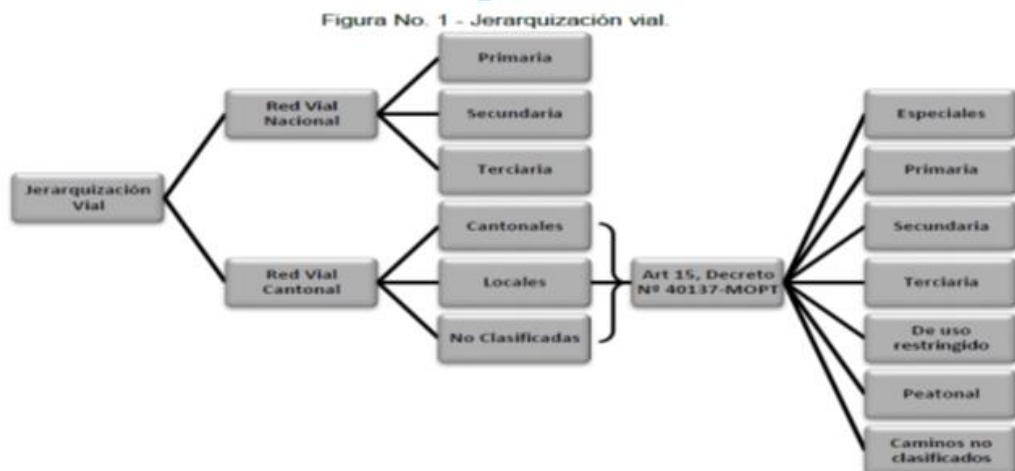 Figura No. 1 - Jerarquización vial.
Jerarquización
Vial
Red Vial
Nacional
Primaria
Secundaria
Terciaria
Red Vial
Cantonal
Cantonales
Locales
No Clasificadas
Art 15, Decreto
Nº 40137-MOPT
Especiales
Primaria
Secundaria
Terciaria
De uso
restringido
Peatonal
Caminos no
clasificados